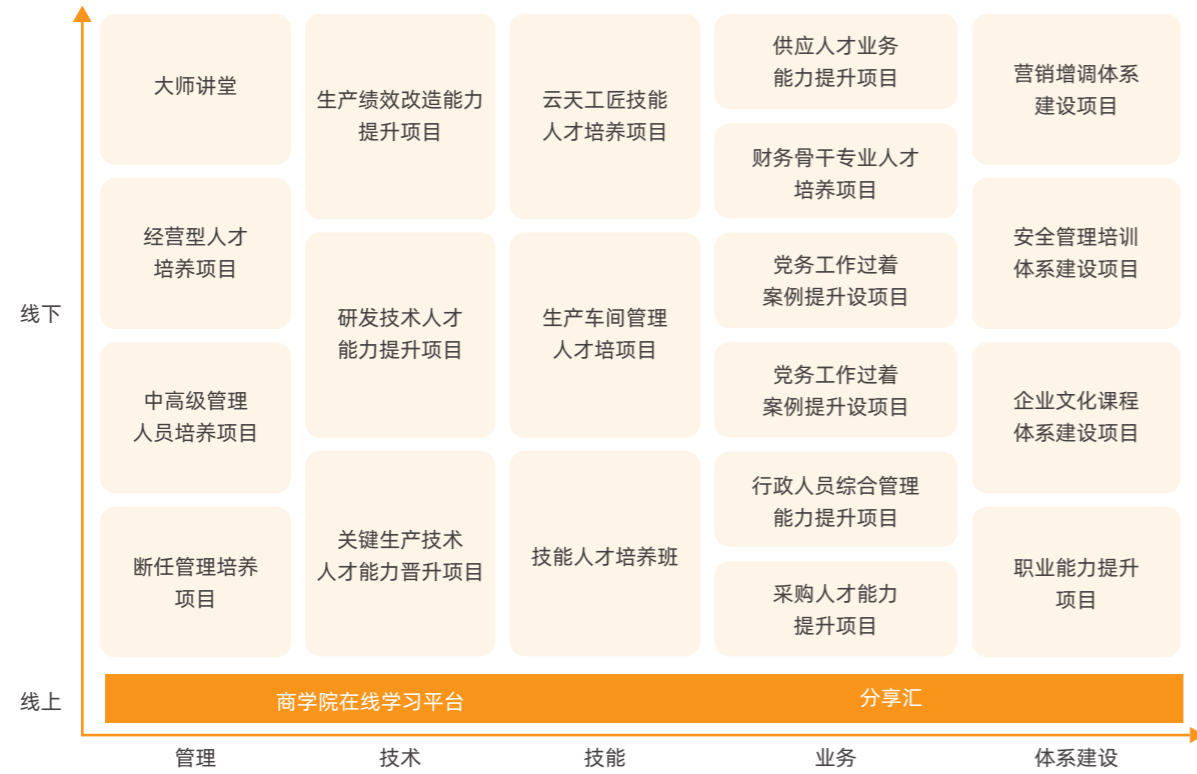 大师讲堂
经营型人才
培养项目
中高级管理
人员培养项目
断任管理培养
项目
生产绩效改造能力
提升项目
研发技术人才
能力提升项目
关键生产技术
人才能力晋升项目
云天工匠技能
人才培养项目
生产车间管理
人才培项目
技能人才培养班
供应人才业务
能力提升项目
财务骨干专业人才
培养项目
党务工作过着
案例提升设项目
党务工作过着
案例提升设项目
行政人员综合管理
能力提升项目
采购人才能力
提升项目
营销增调体系
建设项目
安全管理培训
体系建设项目
企业文化课程
体系建设项目
职业能力提升
项目
线下
线上
商学院在线学习平台
分享汇
管理
技术
技能
业务
体系建设